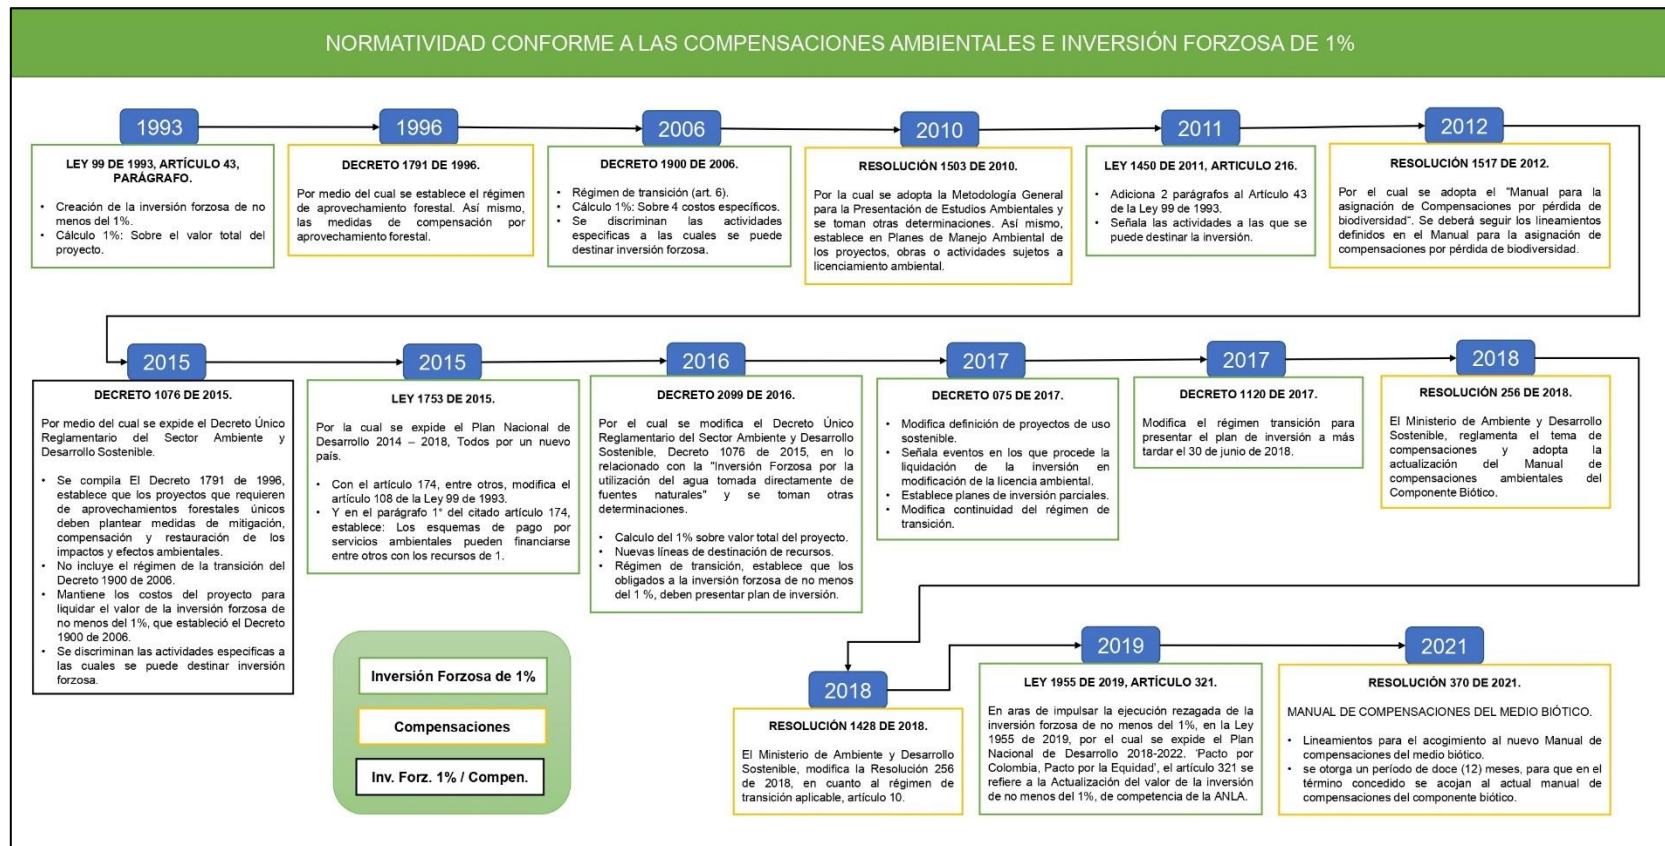 NORMATIVIDAD CONFORME A LAS COMPENSACIONES AMBIENTALES E INVERSIÓN FORZOSA DE 1%
1993
LEY 99 DE 1993, ARTÍCULO 43,
PARÁGRAFO.
• Creación de la inversión forzosa de no
menos del 1%.
• Cálculo 1%: Sobre el valor total del
proyecto.
1996
DECRETO 1791 DE 1996.
Por medio del cual se establece el régimen
de aprovechamiento forestal. Así mismo,
las medidas de compensación por
aprovechamiento forestal.
2006
DECRETO 1900 DE 2006.
• Régimen de transición (art. 6).
• Cálculo 1%: Sobre 4 costos específicos.
• Se discriminan las actividades
especificas a las cuales se puede
destinar inversión forzosa.
2010
RESOLUCIÓN 1503 DE 2010.
Por la cual se adopta la Metodología General
para la Presentación de Estudios Ambientales y
se toman otras determinaciones. Así mismo,
establece en Planes de Manejo Ambiental de
los proyectos, obras o actividades sujetos a
licenciamiento ambiental.
2011
LEY 1450 DE 2011, ARTICULO 216.
• Adiciona 2 parágrafos al Artículo 43
de la Ley 99 de 1993.
• Señala las actividades a las que se
puede destinar la inversión.
2012
RESOLUCIÓN 1517 DE 2012.
Por el cual se adopta el "Manual para la
asignación de Compensaciones por pérdida de
biodiversidad". Se deberá seguir los lineamientos
definidos en el Manual para la asignación de
compensaciones por pérdida de biodiversidad.
2015
DECRETO 1076 DE 2015.
Por medio del cual se expide el Decreto Único
Reglamentario del Sector Ambiente y
Desarrollo Sostenible.
• Se compila El Decreto 1791 de 1996,
establece que los proyectos que requieren
de aprovechamientos forestales únicos
deben plantear medidas de mitigación,
compensación y restauración de los
impactos y efectos ambientales.
• No incluye el régimen de la transición del
Decreto 1900 de 2006.
• Mantiene los costos del proyecto para
liquidar el valor de la inversión forzosa de
no menos del 1%, que estableció el Decreto
1900 de 2006.
• Se discriminan las actividades especificas a
las cuales se puede destinar inversión
forzosa.
2015
LEY 1753 DE 2015.
Por la cual se expide el Plan Nacional de
Desarrollo 2014 – 2018, Todos por un nuevo
país.
• Con el artículo 174, entre otros, modifica el
artículo 108 de la Ley 99 de 1993.
• Y en el parágrafo 1° del citado artículo 174,
establece: Los esquemas de pago por
servicios ambientales pueden financiarse
entre otros con los recursos de 1.
2016
DECRETO 2099 DE 2016.
Por el cual se modifica el Decreto Único
Reglamentario del Sector Ambiente y Desarrollo
Sostenible, Decreto 1076 de 2015, en lo
relacionado con la "Inversión Forzosa por la
utilización del agua tomada directamente de
fuentes naturales" y se toman otras
determinaciones.
• Calculo del 1% sobre valor total del proyecto.
• Nuevas líneas de destinación de recursos.
• Régimen de transición, establece que los
obligados a la inversión forzosa de no menos
del 1 %, deben presentar plan de inversión.
2017
DECRETO 075 DE 2017.
• Modifica definición de proyectos de uso
sostenible.
• Señala eventos en los que procede la
liquidación de la inversión en
modificación de la licencia ambiental.
• Establece planes de inversión parciales.
• Modifica continuidad del régimen de
transición.
2017
DECRETO 1120 DE 2017.
Modifica el régimen transición para
presentar el plan de inversión a más
tardar el 30 de junio de 2018.
2018
RESOLUCIÓN 256 DE 2018.
El Ministerio de Ambiente y Desarrollo
Sostenible, reglamenta el tema de
compensaciones y adopta la
actualización del Manual de
compensaciones ambientales del
Componente Biótico.
Inversión Forzosa de 1%
Compensaciones
Inv. Forz. 1% / Compen.
2018
RESOLUCIÓN 1428 DE 2018.
El Ministerio de Ambiente y Desarrollo
Sostenible, modifica la Resolución 256
de 2018, en cuanto al régimen de
transición aplicable, artículo 10.
2019
LEY 1955 DE 2019, ARTÍCULO 321.
En aras de impulsar la ejecución rezagada de la
inversión forzosa de no menos del 1%, en la Ley
1955 de 2019, por el cual se expide el Plan
Nacional de Desarrollo 2018-2022. 'Pacto por
Colombia, Pacto por la Equidad', el artículo 321 se
refiere a la Actualización del valor de la inversión
de no menos del 1%, de competencia de la ANLA.
2021
RESOLUCIÓN 370 DE 2021.
MANUAL DE COMPENSACIONES DEL MEDIO BIÓTICO.
• Lineamientos para el acogimiento al nuevo Manual de
compensaciones del medio biótico.
• se otorga un período de doce (12) meses, para que en el
término concedido se acojan al actual manual de
compensaciones del componente biótico.